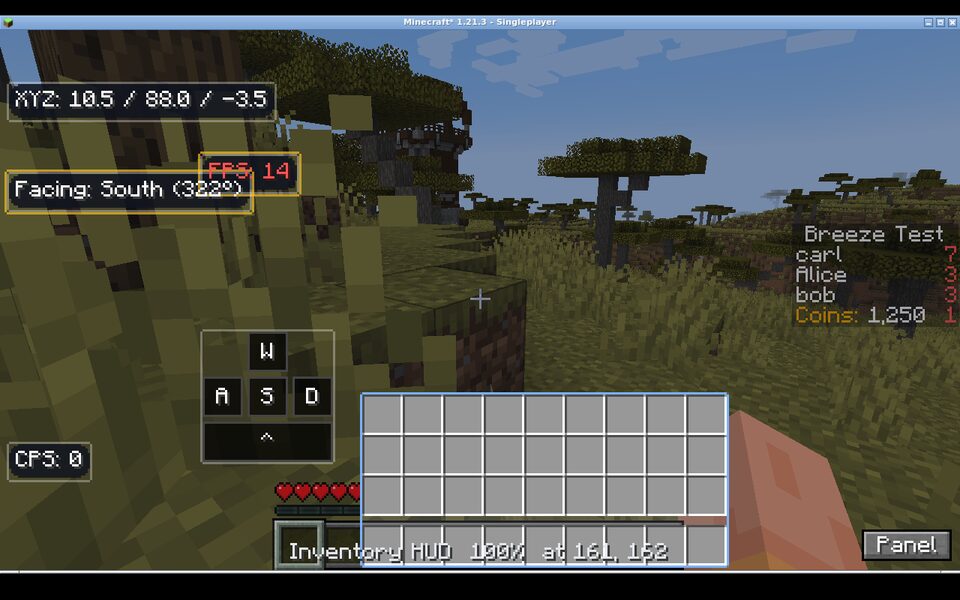 Minecraft* 1.21.3 - Singleplayer
XYZ: 10.5 / 88.0 / -3.5
FPS: 14
Facing: South (322°)
Breeze Test
carl 7
Alice 3
bob 3
Coins: 1,250 1
W
A S D
^
CPS: 0
Inventory HUD 100% at 161, 162
Panel